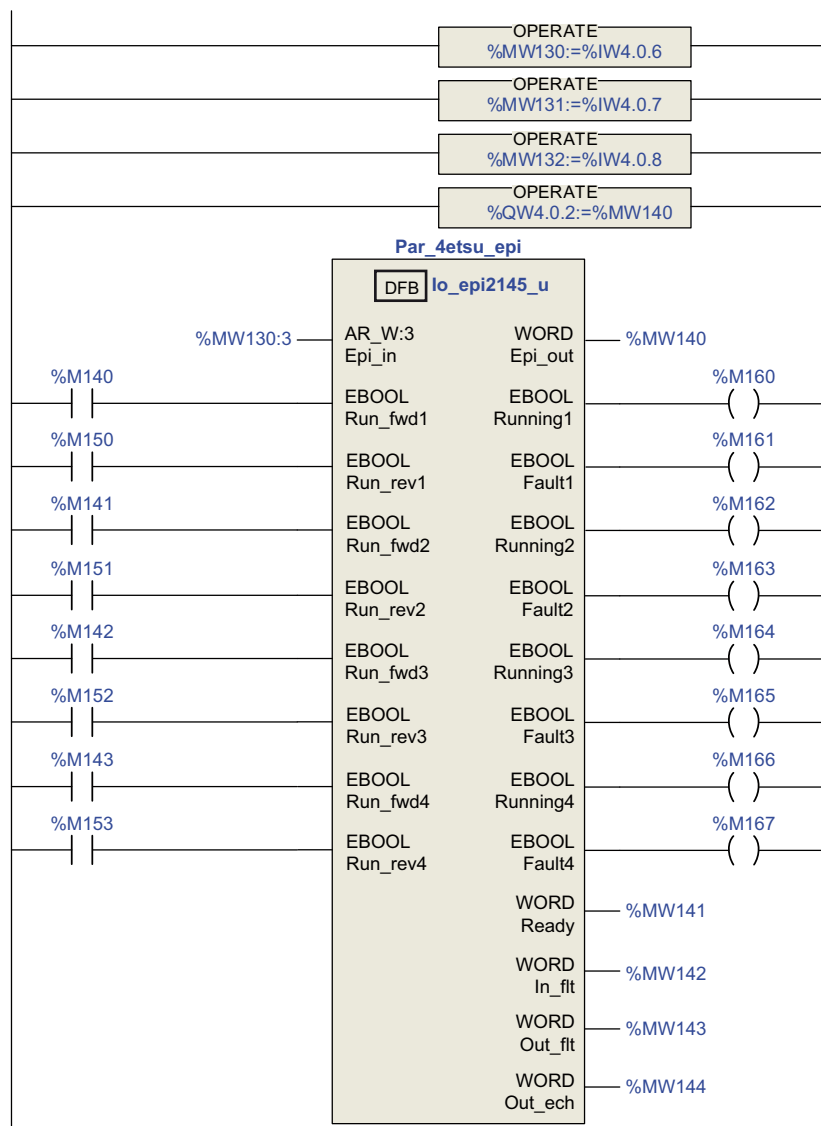 OPERATE
%MW130:=%IW4.0.6
OPERATE
%MW131:=%IW4.0.7
OPERATE
%MW132:=%IW4.0.8
OPERATE
%QW4.0.2:=%MW140
Par_4etsu_epi
DFB Io_epi2145_u
%MW130:3 AR_W:3 WORD %MW140
Epi_in Epi_out
%M140 %M160
EBOOL EBOOL
Run_fwd1 Running1
%M150 %M161
EBOOL EBOOL
Run_rev1 Fault1
%M141 %M162
EBOOL EBOOL
Run_fwd2 Running2
%M151 %M163
EBOOL EBOOL
Run_rev2 Fault2
%M142 %M164
EBOOL EBOOL
Run_fwd3 Running3
%M152 %M165
EBOOL EBOOL
Run_rev3 Fault3
%M143 %M166
EBOOL EBOOL
Run_fwd4 Running4
%M153 %M167
EBOOL EBOOL
Run_rev4 Fault4
WORD %MW141
Ready
WORD %MW142
In_flt
WORD %MW143
Out_flt
WORD %MW144
Out_ech